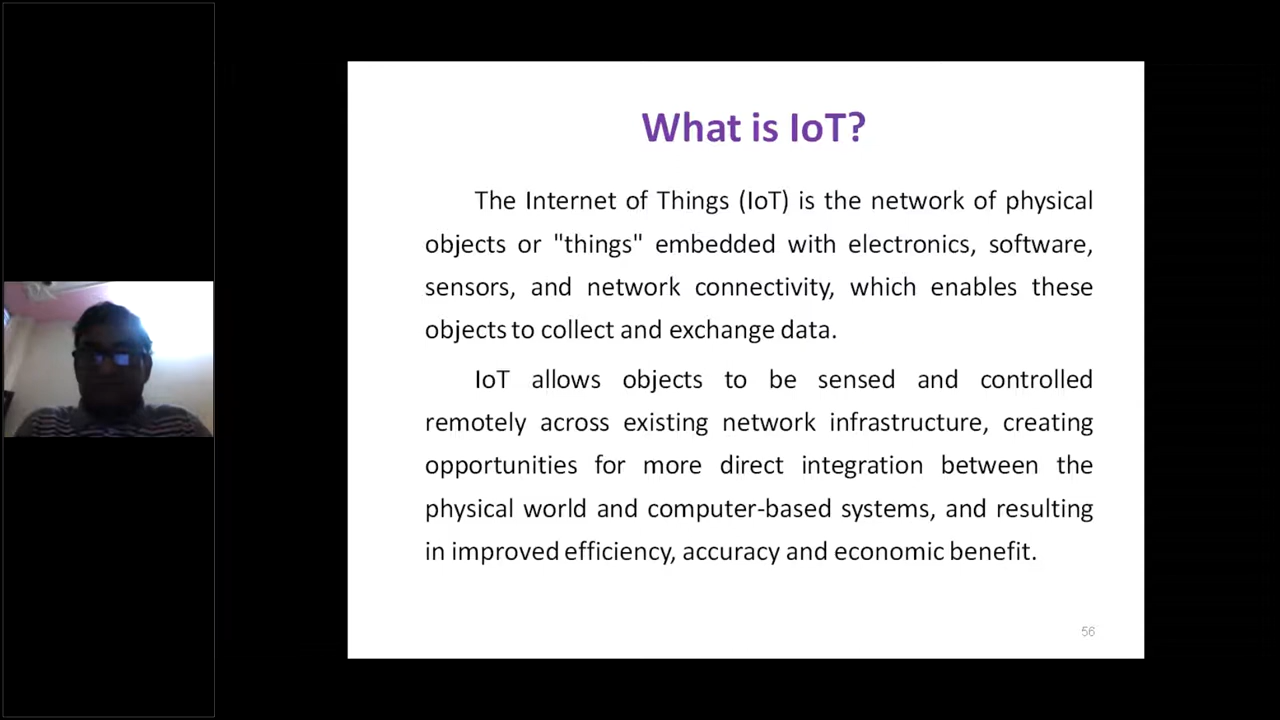 What is IoT?
The Internet of Things (IoT) is the network of physical
objects or "things" embedded with electronics, software,
sensors, and network connectivity, which enables these
objects to collect and exchange data.
IoT allows objects to be sensed and controlled
remotely across existing network infrastructure, creating
opportunities for more direct integration between the
physical world and computer-based systems, and resulting
in improved efficiency, accuracy and economic benefit.
56